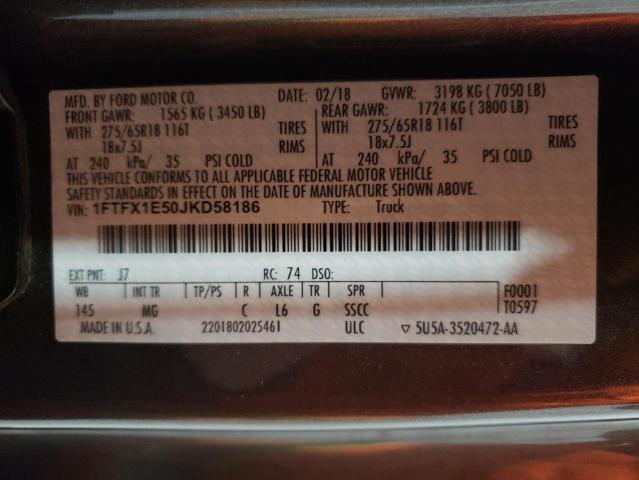 MFD. BY FORD MOTOR CO. DATE: 02/18 GVWR: 3198 KG ( 7050 LB)
FRONT GAWR: 1565 KG ( 3450 LB) REAR GAWR: 1724 KG ( 3800 LB)
WITH 275/65R18 116T TIRES WITH 275/65R18 116T TIRES
18x7.5J RIMS 18x7.5J RIMS
AT 240 kPa/ 35 PSI COLD AT 240 kPa/ 35 PSI COLD
THIS VEHICLE CONFORMS TO ALL APPLICABLE FEDERAL MOTOR VEHICLE
SAFETY STANDARDS IN EFFECT ON THE DATE OF MANUFACTURE SHOWN ABOVE.
VIN: 1FTFX1E50JKD58186 TYPE: Truck
EXT PNT: J7 RC: 74 DSO:
WB INT TR TP/PS R AXLE TR SPR F0001
145 MG C L6 G SSCC T0597
MADE IN U.S.A. 2201802025461 ULC ▽ 5U5A-3520472-AA